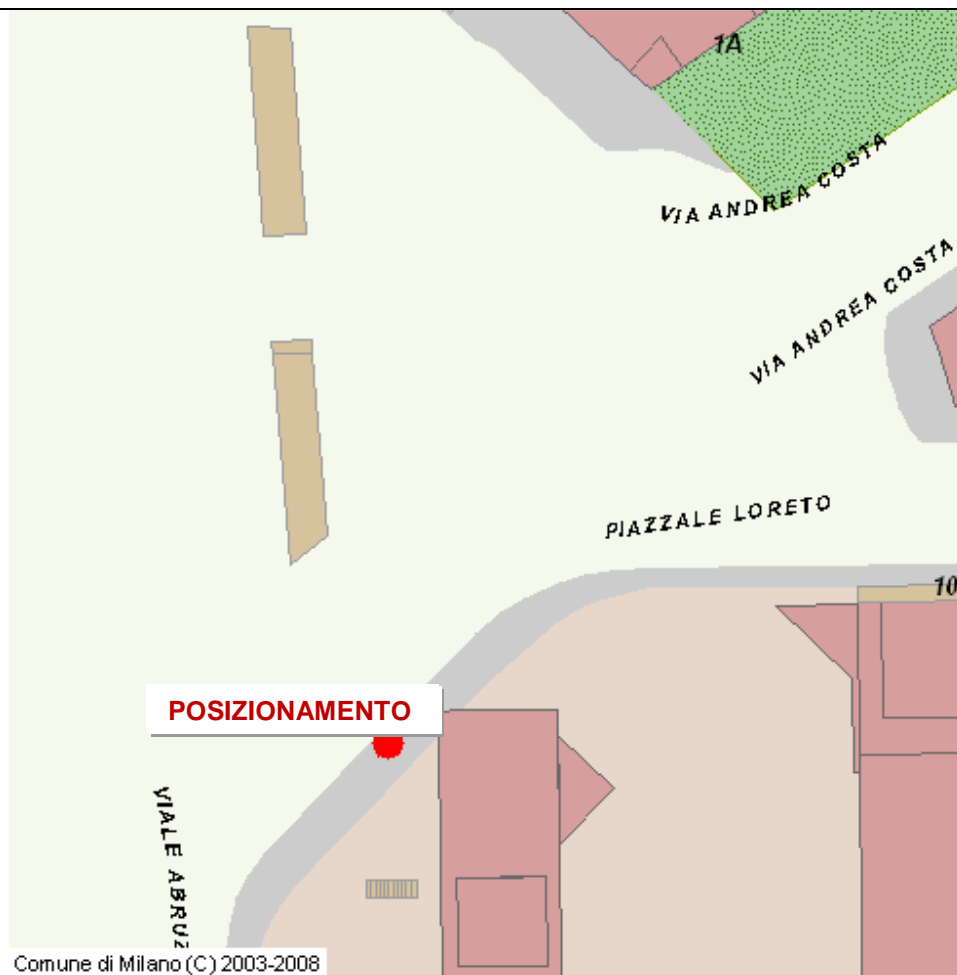 1A
VIA ANDREA COSTA
VIA ANDREA COSTA
PIAZZALE LORETO
10
POSIZIONAMENTO
VIALE ABRUZ
Comune di Milano (C) 2003-2008